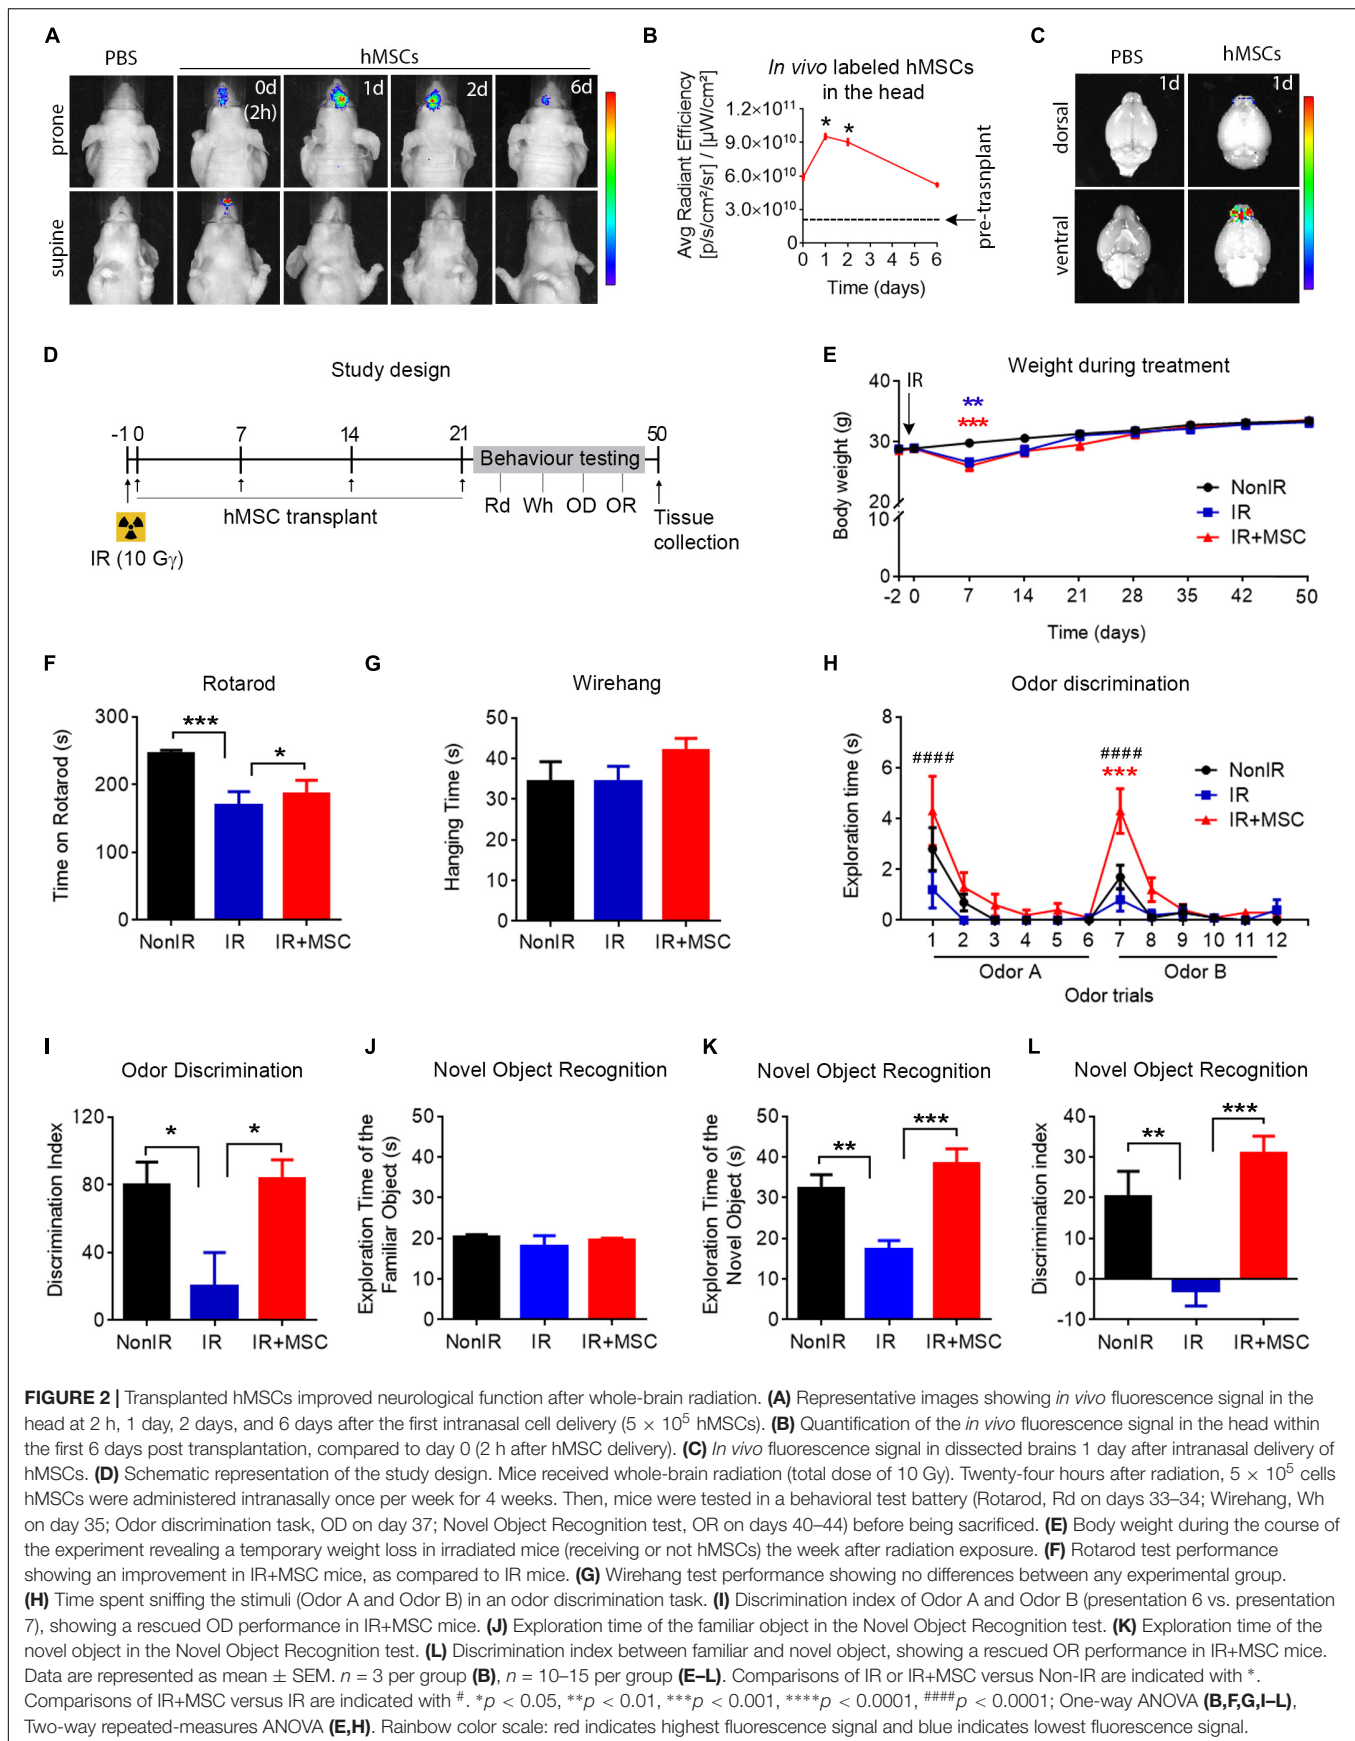 A
PBS
hMSCs
0d
(2h)
1d
2d
6d
prone
supine
B
In vivo labeled hMSCs
in the head
Avg Radiant Efficiency
[p/s/cm²/sr] / [µW/cm²]
1.2×10¹¹
9.0×10¹⁰
6.0×10¹⁰
3.0×10¹⁰
0
* *
pre-trasnplant
0 1 2 3 4 5 6
Time (days)
C
PBS
hMSCs
1d
1d
dorsal
ventral
D
Study design
-1 0 7 14 21 50
Behaviour testing
Rd Wh OD OR
hMSC transplant
Tissue
collection
IR (10 Gγ)
E
Weight during treatment
IR
**
***
Body weight (g)
40
30
20
10
0
NonIR
IR
IR+MSC
-2 0 7 14 21 28 35 42 50
Time (days)
F
Rotarod
Time on Rotarod (s)
300
200
100
0
***
*
NonIR IR IR+MSC
G
Wirehang
Hanging Time (s)
50
40
30
20
10
0
NonIR IR IR+MSC
H
Odor discrimination
Exploration time (s)
8
6
4
2
0
####
####
***
NonIR
IR
IR+MSC
1 2 3 4 5 6 7 8 9 10 11 12
Odor A Odor B
Odor trials
I
Odor Discrimination
Discrimination Index
120
80
40
0
* *
NonIR IR IR+MSC
J
Novel Object Recognition
Exploration Time of the
Familiar Object (s)
50
40
30
20
10
0
NonIR IR IR+MSC
K
Novel Object Recognition
Exploration Time of the
Novel Object (s)
50
40
30
20
10
0
** ***
NonIR IR IR+MSC
L
Novel Object Recognition
Discrimination index
40
30
20
10
0
-10
** ***
NonIR IR IR+MSC
FIGURE 2 | Transplanted hMSCs improved neurological function after whole-brain radiation. (A) Representative images showing in vivo fluorescence signal in the
head at 2 h, 1 day, 2 days, and 6 days after the first intranasal cell delivery (5 × 10⁵ hMSCs). (B) Quantification of the in vivo fluorescence signal in the head within
the first 6 days post transplantation, compared to day 0 (2 h after hMSC delivery). (C) In vivo fluorescence signal in dissected brains 1 day after intranasal delivery of
hMSCs. (D) Schematic representation of the study design. Mice received whole-brain radiation (total dose of 10 Gy). Twenty-four hours after radiation, 5 × 10⁵ cells
hMSCs were administered intranasally once per week for 4 weeks. Then, mice were tested in a behavioral test battery (Rotarod, Rd on days 33–34; Wirehang, Wh
on day 35; Odor discrimination task, OD on day 37; Novel Object Recognition test, OR on days 40–44) before being sacrificed. (E) Body weight during the course of
the experiment revealing a temporary weight loss in irradiated mice (receiving or not hMSCs) the week after radiation exposure. (F) Rotarod test performance
showing an improvement in IR+MSC mice, as compared to IR mice. (G) Wirehang test performance showing no differences between any experimental group.
(H) Time spent sniffing the stimuli (Odor A and Odor B) in an odor discrimination task. (I) Discrimination index of Odor A and Odor B (presentation 6 vs. presentation
7), showing a rescued OD performance in IR+MSC mice. (J) Exploration time of the familiar object in the Novel Object Recognition test. (K) Exploration time of the
novel object in the Novel Object Recognition test. (L) Discrimination index between familiar and novel object, showing a rescued OR performance in IR+MSC mice.
Data are represented as mean ± SEM. n = 3 per group (B), n = 10–15 per group (E–L). Comparisons of IR or IR+MSC versus Non-IR are indicated with *.
Comparisons of IR+MSC versus IR are indicated with #. *p < 0.05, **p < 0.01, ***p < 0.001, ****p < 0.0001, ####p < 0.0001; One-way ANOVA (B,F,G,I–L),
Two-way repeated-measures ANOVA (E,H). Rainbow color scale: red indicates highest fluorescence signal and blue indicates lowest fluorescence signal.